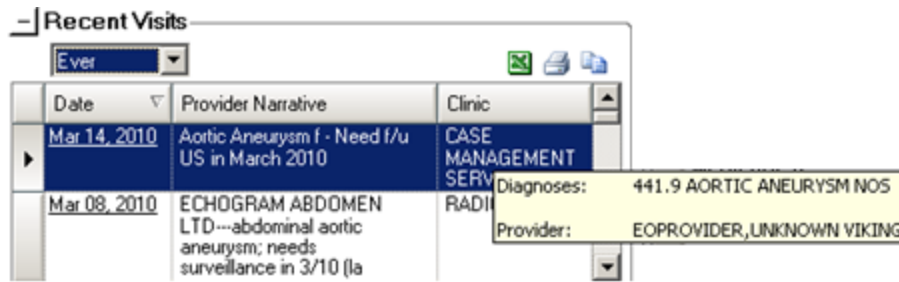 Recent Visits
Ever
Date Provider Narrative Clinic
Mar 14, 2010 Aortic Aneurysm f - Need f/u CASE
US in March 2010 MANAGEMENT
SERV
Diagnoses: 441.9 AORTIC ANEURYSM NOS
Mar 08, 2010 ECHOGRAM ABDOMEN RADI
LTD---abdominal aortic
Provider: EOPROVIDER,UNKNOWN VIKING
aneurysm; needs
surveillance in 3/10 (la